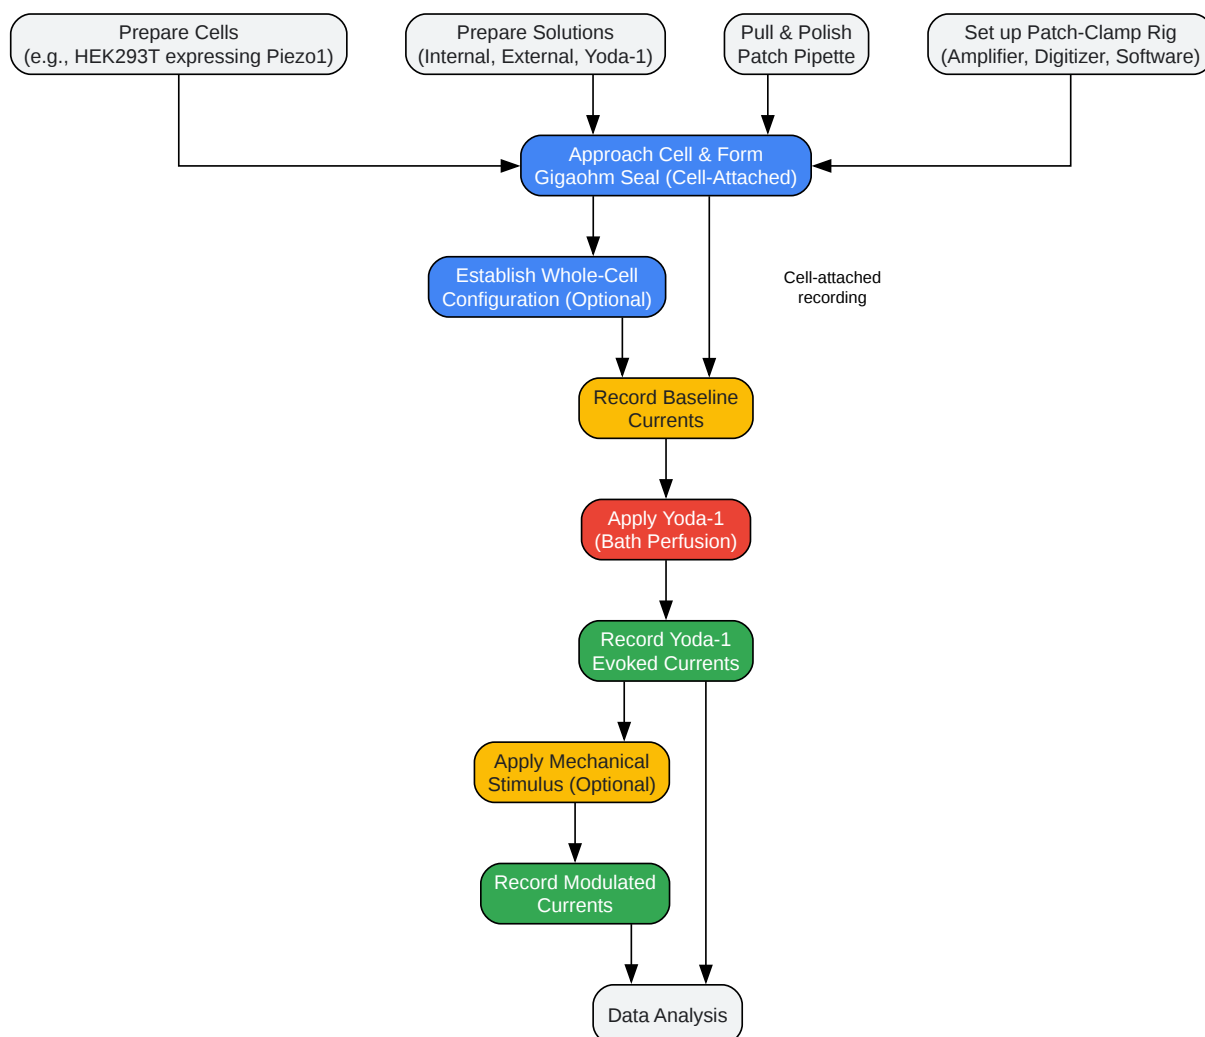 Prepare Cells
(e.g., HEK293T expressing Piezo1)
Prepare Solutions
(Internal, External, Yoda-1)
Pull & Polish
Patch Pipette
Set up Patch-Clamp Rig
(Amplifier, Digitizer, Software)
Approach Cell & Form
Gigaohm Seal (Cell-Attached)
Establish Whole-Cell
Configuration (Optional)
Cell-attached
recording
Record Baseline
Currents
Apply Yoda-1
(Bath Perfusion)
Record Yoda-1
Evoked Currents
Apply Mechanical
Stimulus (Optional)
Record Modulated
Currents
Data Analysis